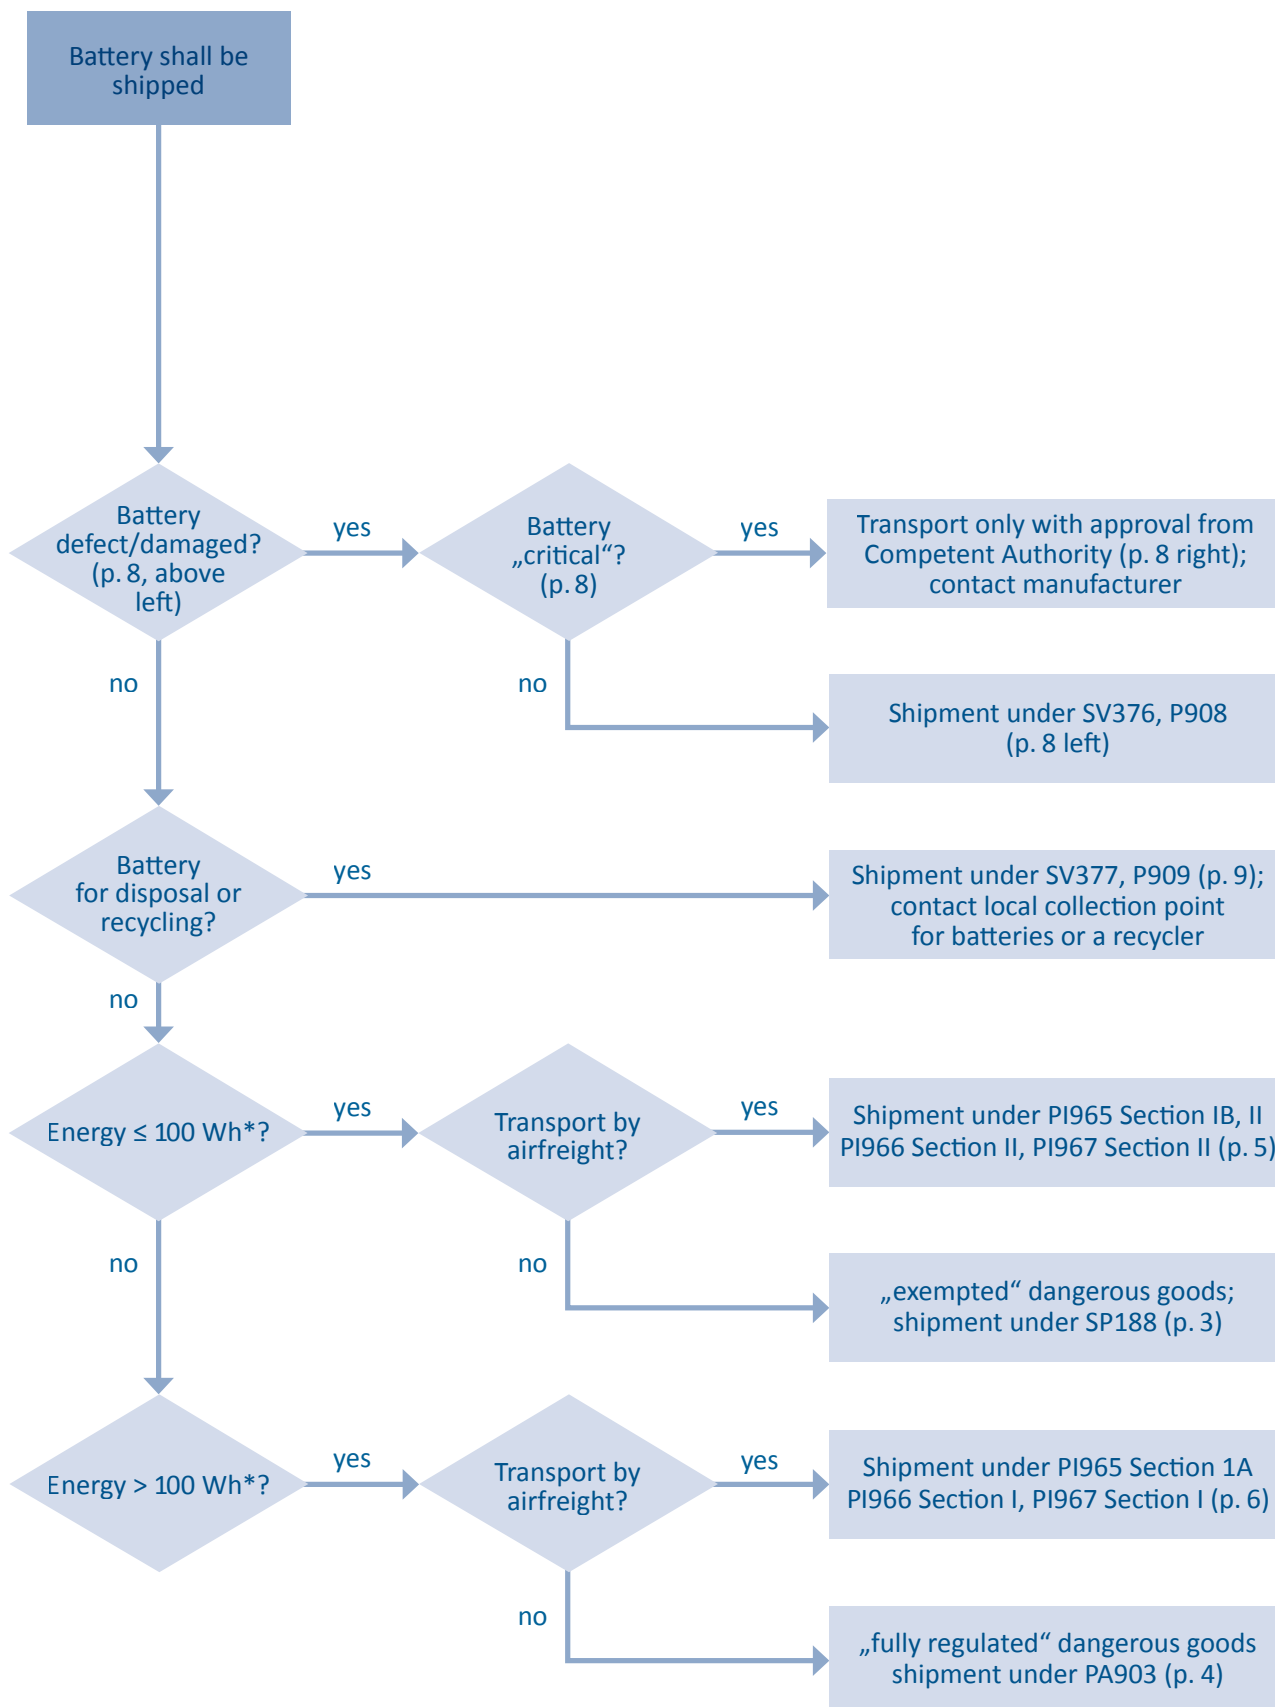 Battery shall be
shipped
Battery
defect/damaged?
(p. 8, above
left)
yes
Battery
„critical“?
(p. 8)
yes
Transport only with approval from
Competent Authority (p. 8 right);
contact manufacturer
no
no
Shipment under SV376, P908
(p. 8 left)
Battery
for disposal or
recycling?
yes
Shipment under SV377, P909 (p. 9);
contact local collection point
for batteries or a recycler
no
Energy ≤ 100 Wh*?
yes
Transport by
airfreight?
yes
Shipment under PI965 Section IB, II
PI966 Section II, PI967 Section II (p. 5)
no
no
„exempted“ dangerous goods;
shipment under SP188 (p. 3)
Energy > 100 Wh*?
yes
Transport by
airfreight?
yes
Shipment under PI965 Section 1A
PI966 Section I, PI967 Section I (p. 6)
no
„fully regulated“ dangerous goods
shipment under PA903 (p. 4)